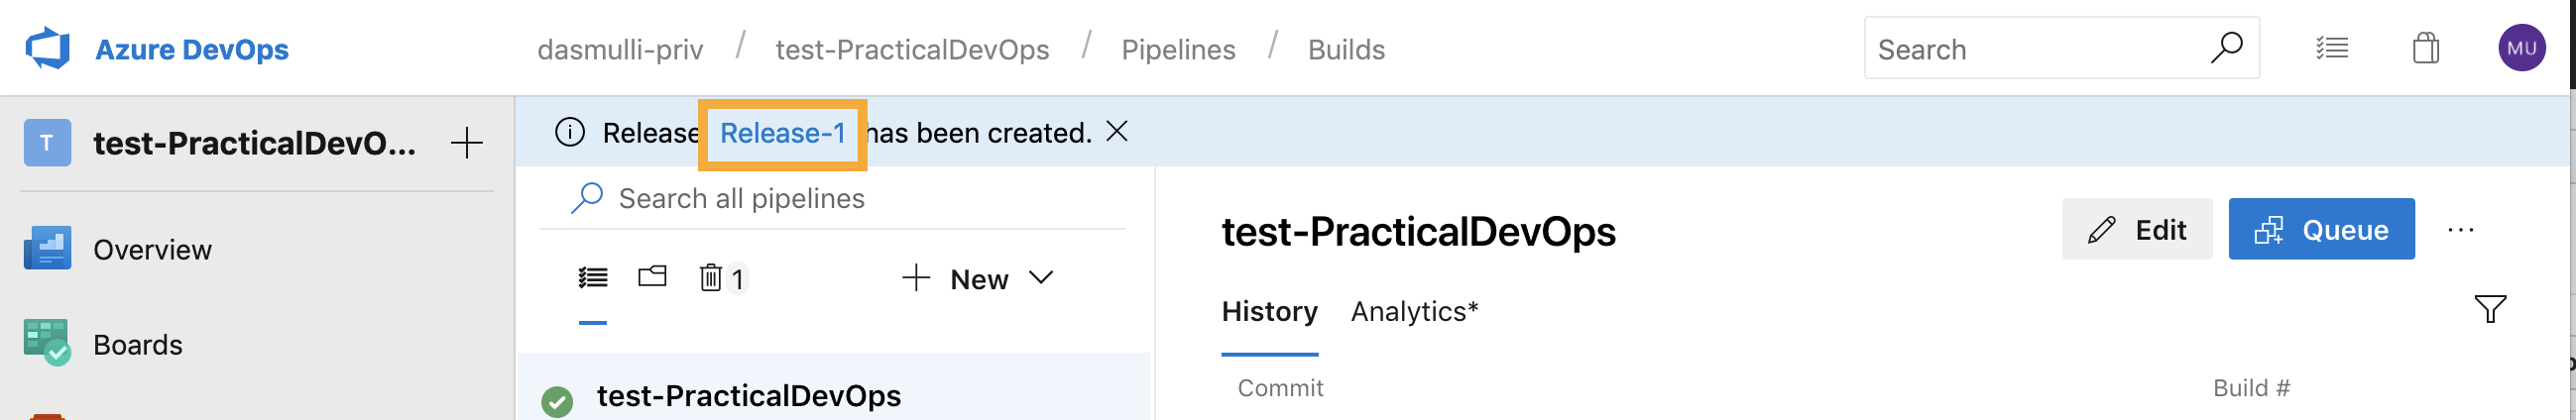 Azure DevOps
dasmulli-priv / test-PracticalDevOps / Pipelines / Builds
Search
MU
T
test-PracticalDevO... +
Release Release-1 has been created.
Search all pipelines
1
+ New
test-PracticalDevOps
Edit
Queue
...
Overview
History
Analytics*
Boards
test-PracticalDevOps
Commit
Build #